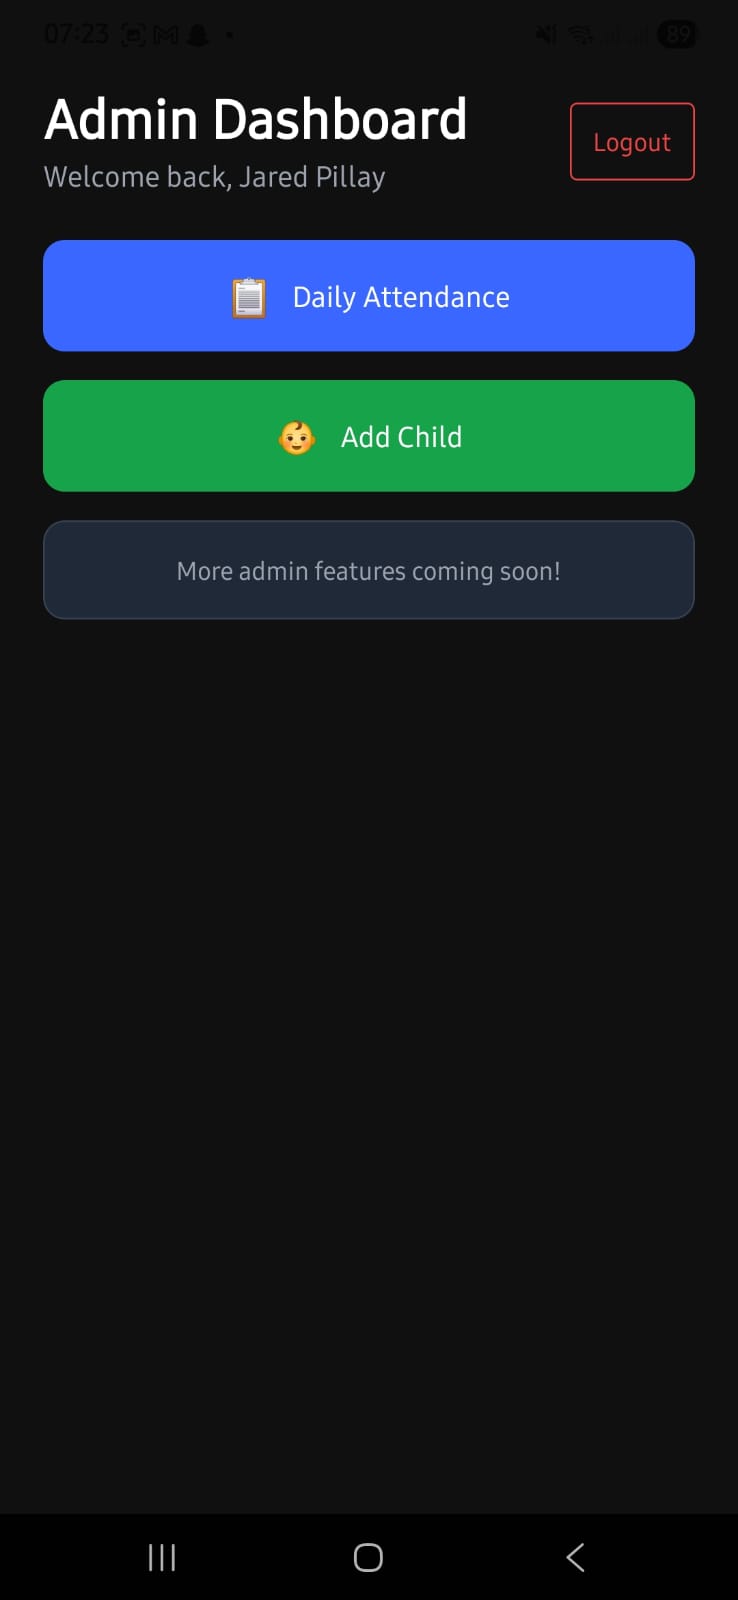 07:23
89
Admin Dashboard
Logout
Welcome back, Jared Pillay
Daily Attendance
Add Child
More admin features coming soon!